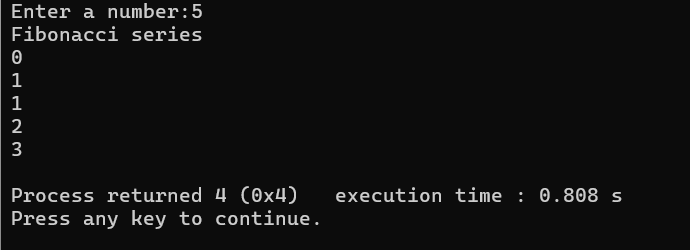 Enter a number:5
Fibonacci series
0
1
1
2
3
Process returned 4 (0x4)   execution time : 0.808 s
Press any key to continue.